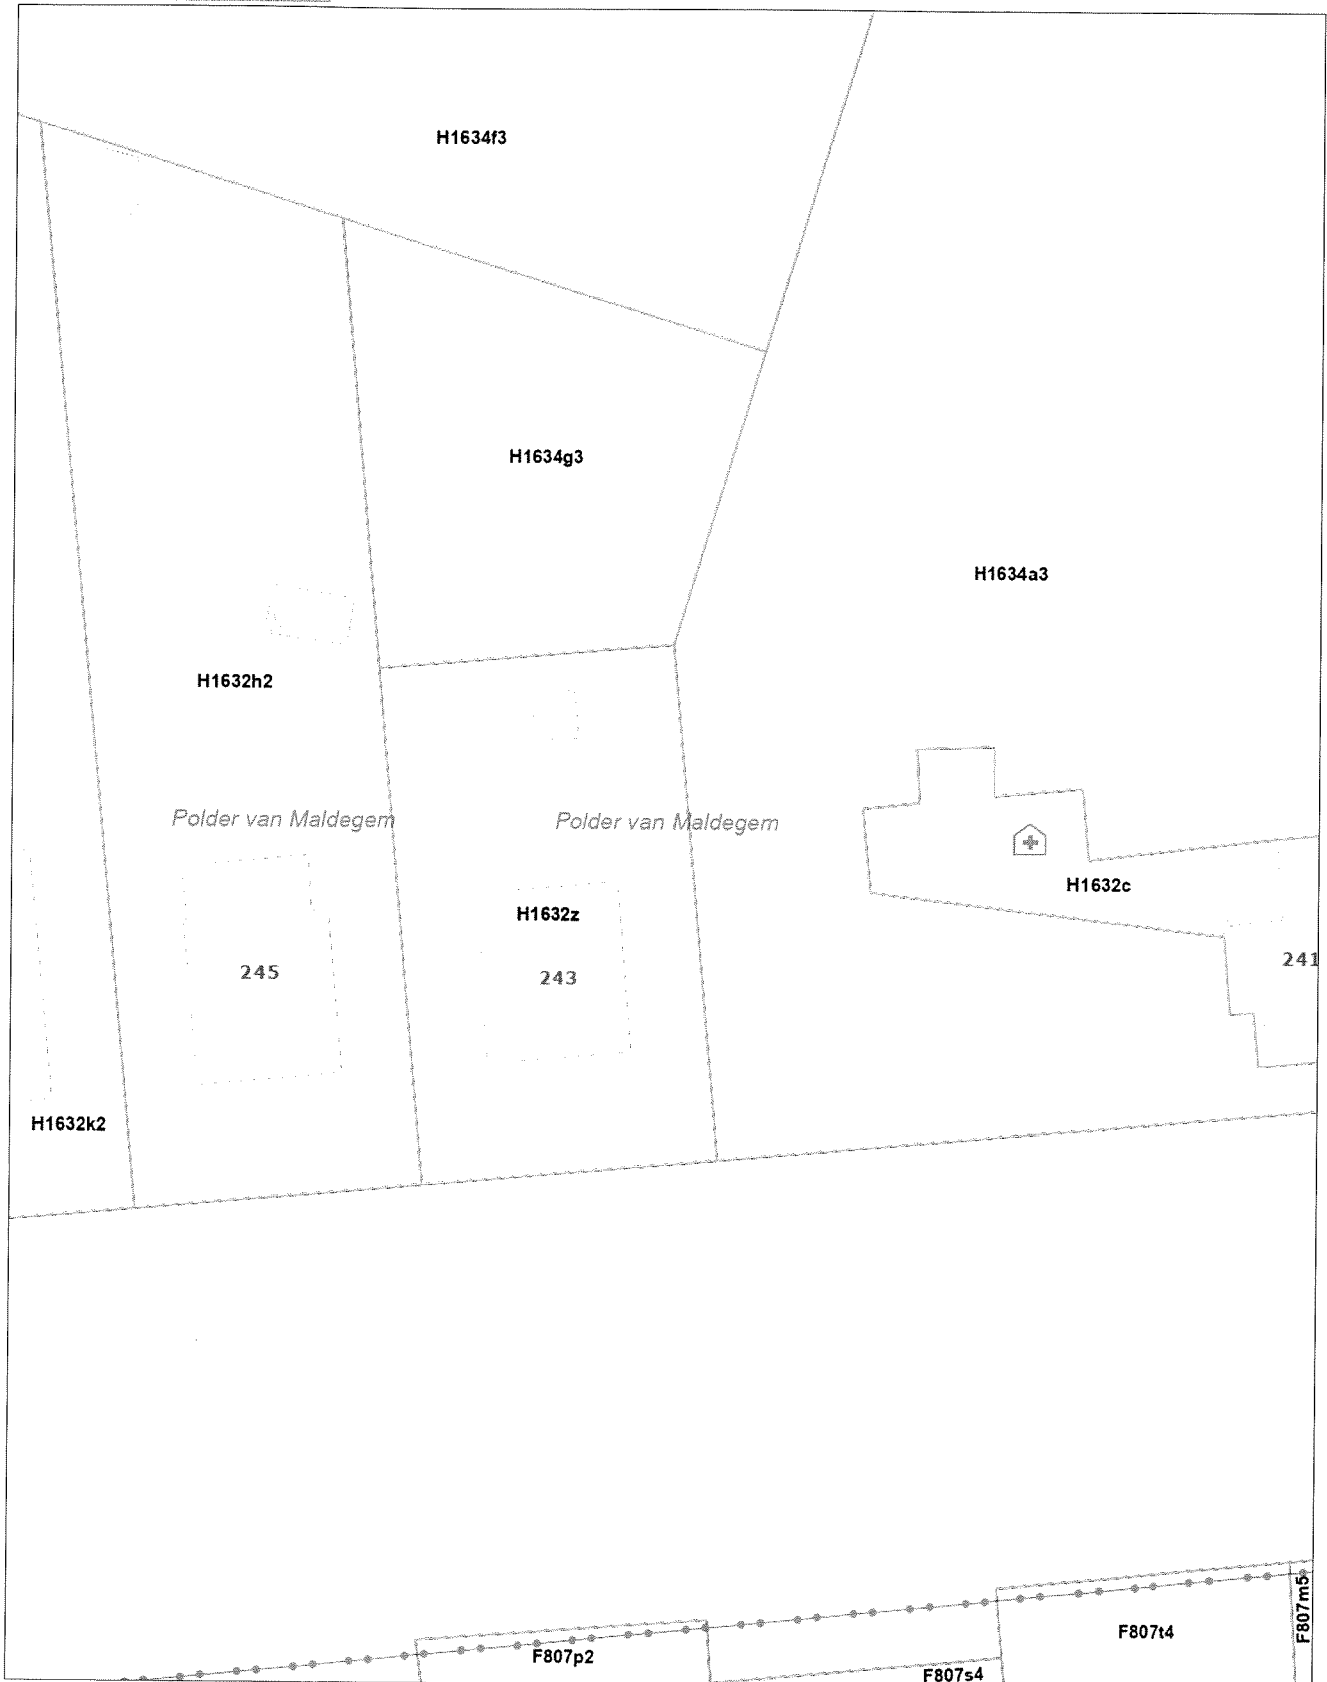 H1634f3
H1634g3
H1634a3
H1632h2
Polder van Maldegem
Polder van Maldegem
H1632c
H1632z
241
245
243
H1632k2
F807m5
F807t4
F807p2
F807s4